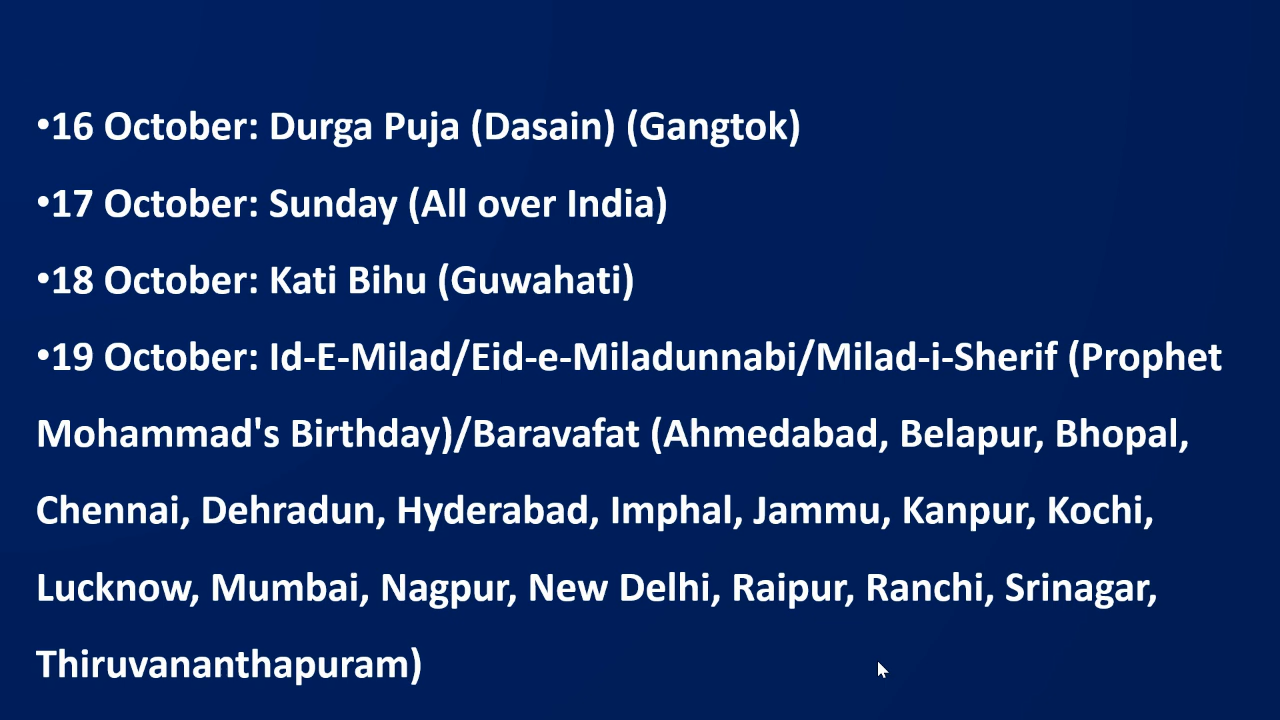 •16 October: Durga Puja (Dasain) (Gangtok)
•17 October: Sunday (All over India)
•18 October: Kati Bihu (Guwahati)
•19 October: Id-E-Milad/Eid-e-Miladunnabi/Milad-i-Sherif (Prophet
Mohammad's Birthday)/Baravafat (Ahmedabad, Belapur, Bhopal,
Chennai, Dehradun, Hyderabad, Imphal, Jammu, Kanpur, Kochi,
Lucknow, Mumbai, Nagpur, New Delhi, Raipur, Ranchi, Srinagar,
Thiruvananthapuram)